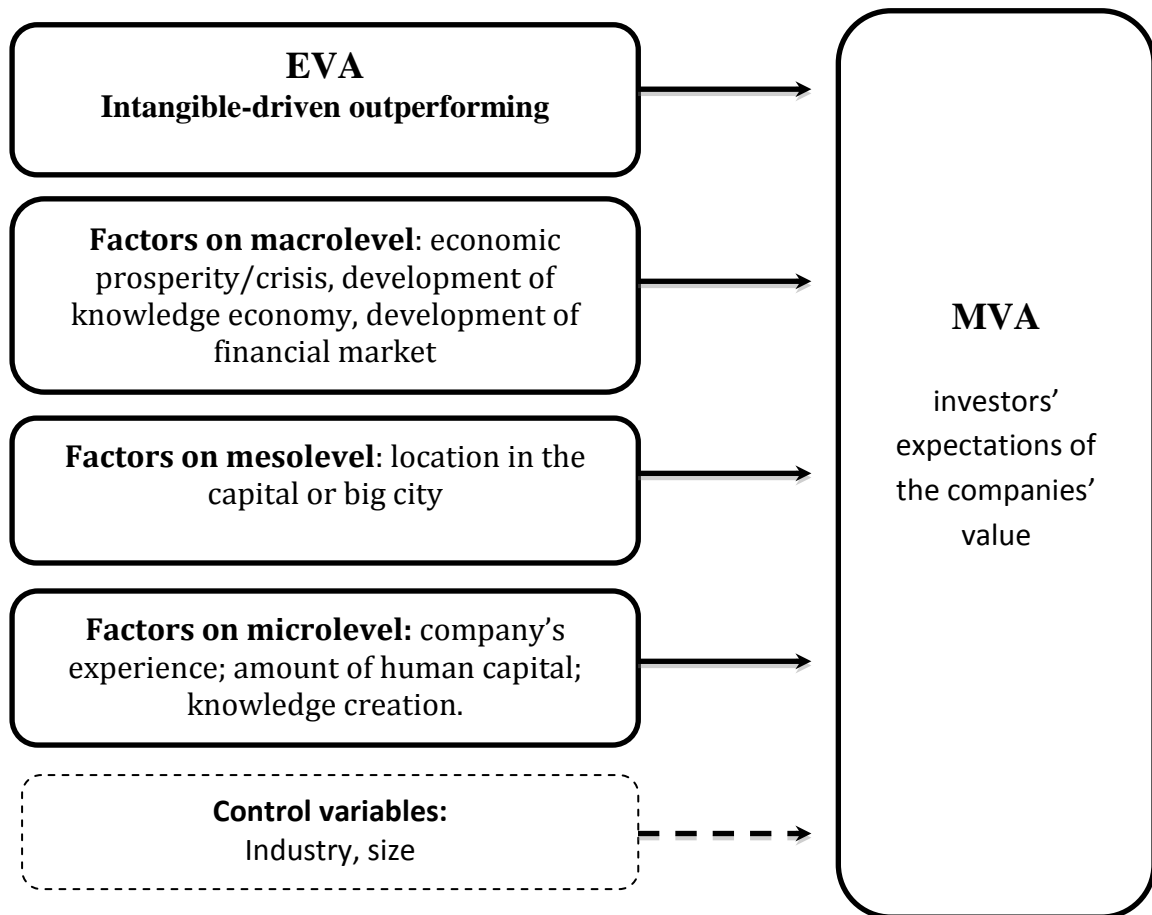 EVA
Intangible-driven outperforming
Factors on macrolevel: economic
prosperity/crisis, development of
knowledge economy, development of
financial market
Factors on mesolevel: location in the
capital or big city
Factors on microlevel: company’s
experience; amount of human capital;
knowledge creation.
Control variables:
Industry, size
MVA
investors’
expectations of
the companies’
value